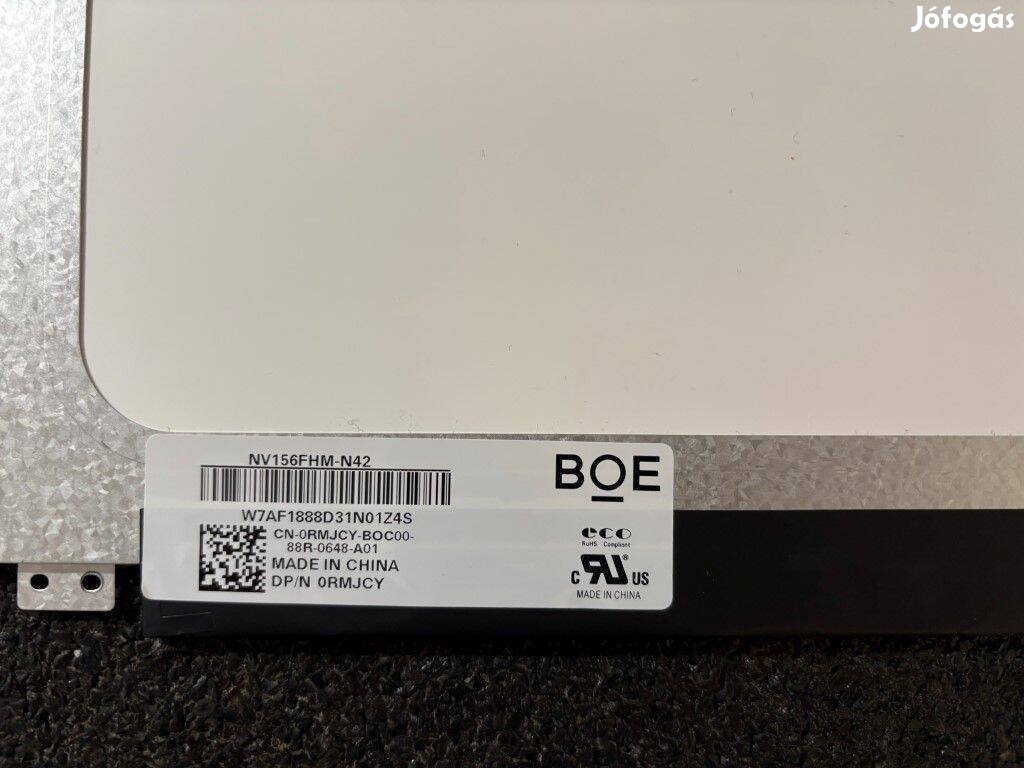 Jófogás
NV156FHM-N42
BOE
W7AF1888D31N01Z4S
CN-0RMJCY-BOC00-
88R-0648-A01
MADE IN CHINA
DP/N 0RMJCY
eco
RoHS Compliant
c RU® US
MADE IN CHINA